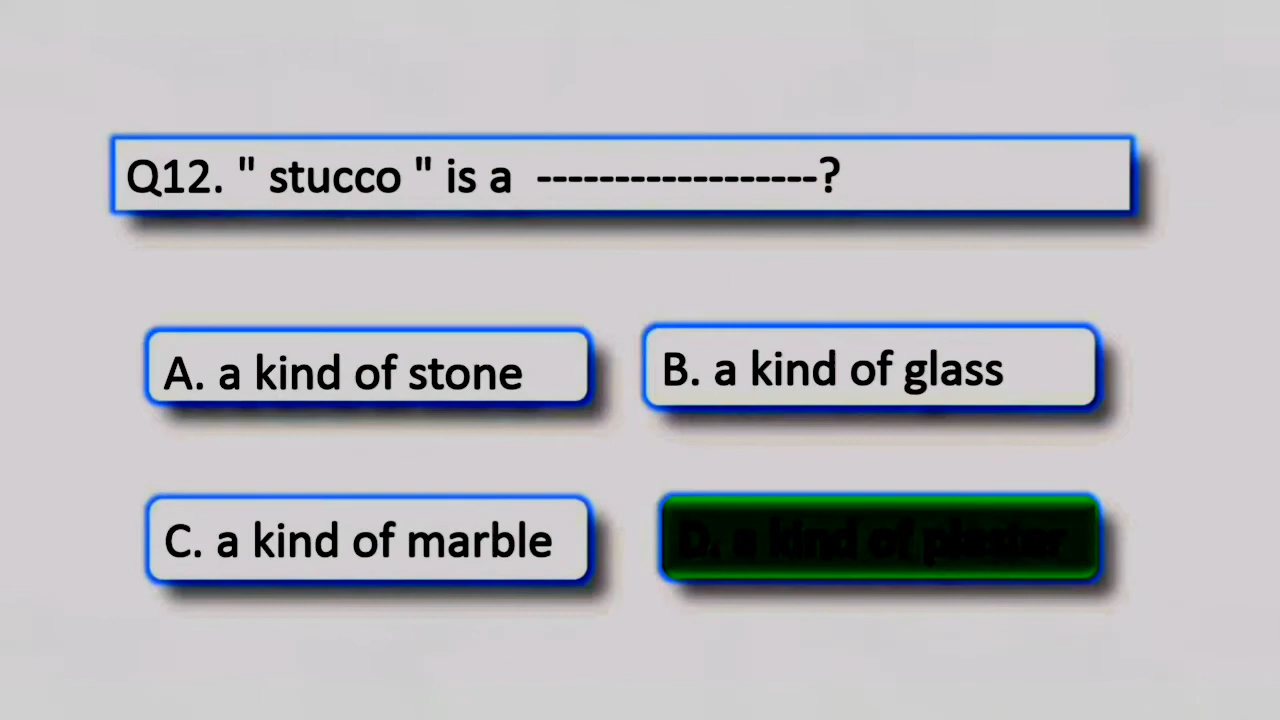 Q12. " stucco " is a ------------------?
A. a kind of stone
B. a kind of glass
C. a kind of marble
D. a kind of plaster